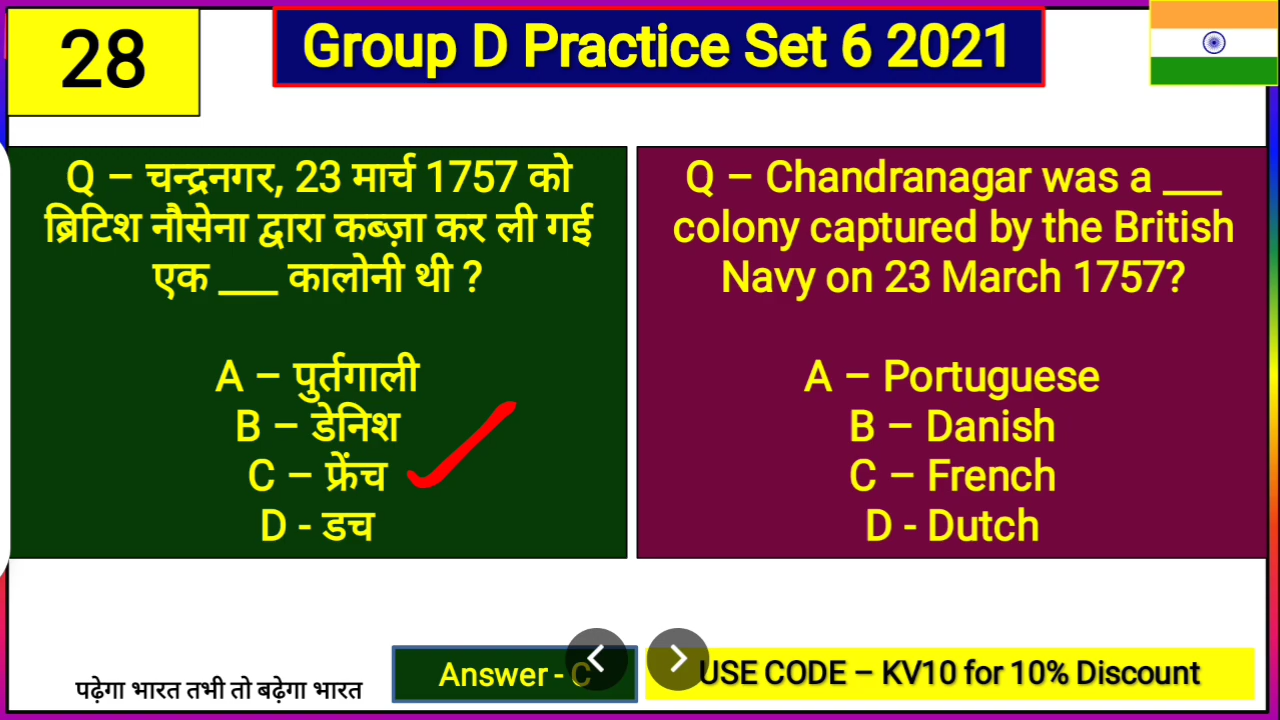 28
Group D Practice Set 6 2021
Q – चन्द्रनगर, 23 मार्च 1757 को
ब्रिटिश नौसेना द्वारा कब्ज़ा कर ली गई
एक ___ कालोनी थी ?
A – पुर्तगाली
B – डेनिश
C – फ्रेंच
D - डच
Q – Chandranagar was a ___
colony captured by the British
Navy on 23 March 1757?
A – Portuguese
B – Danish
C – French
D - Dutch
पढ़ेगा भारत तभी तो बढ़ेगा भारत
Answer - C
USE CODE – KV10 for 10% Discount